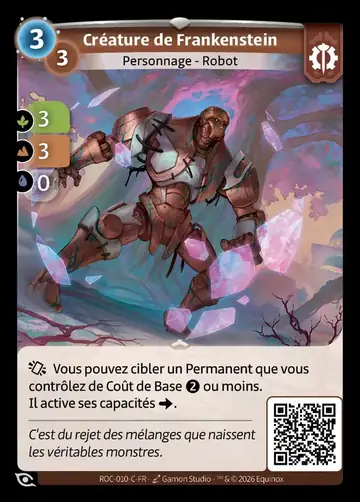 3
3
Créature de Frankenstein
Personnage - Robot
3
3
0
Vous pouvez cibler un Permanent que vous
contrôlez de Coût de Base 2 ou moins.
Il active ses capacités ➔.
C'est du rejet des mélanges que naissent
les véritables monstres.
ROC-010-C-FR - Gamon Studio - ™ & © 2026 Equinox